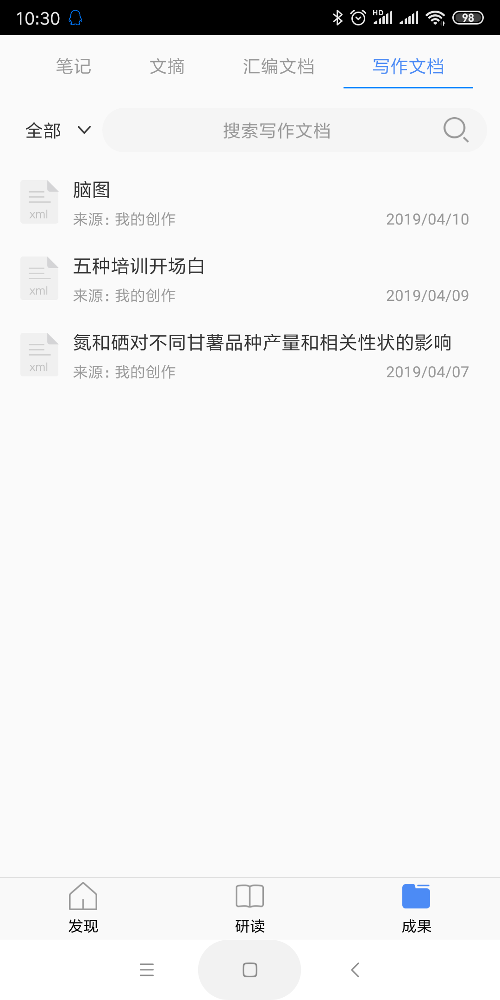 10:30 HD 98
笔记 文摘 汇编文档 写作文档
全部 搜索写作文档
脑图
xml 来源：我的创作 2019/04/10
五种培训开场白
xml 来源：我的创作 2019/04/09
氮和硒对不同甘薯品种产量和相关性状的影响
xml 来源：我的创作 2019/04/07
发现 研读 成果